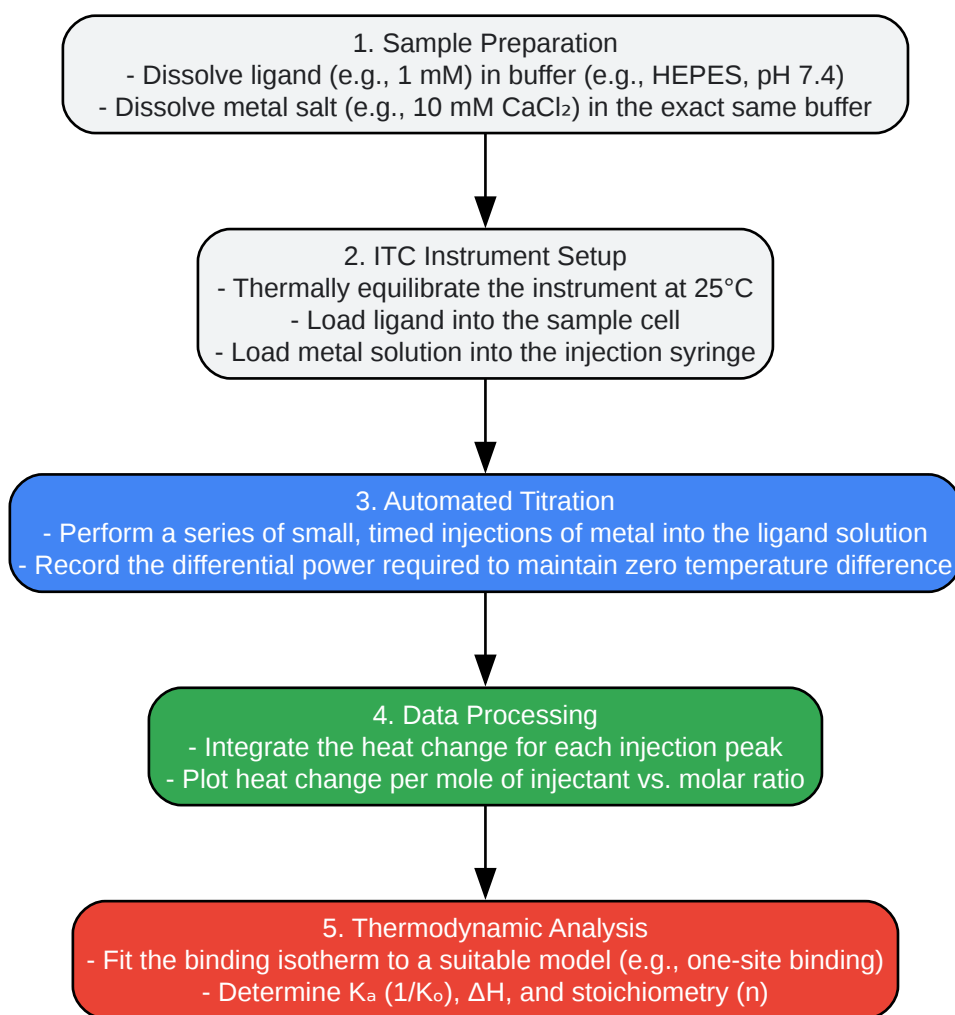 1. Sample Preparation
- Dissolve ligand (e.g., 1 mM) in buffer (e.g., HEPES, pH 7.4)
- Dissolve metal salt (e.g., 10 mM CaCl₂) in the exact same buffer
2. ITC Instrument Setup
- Thermally equilibrate the instrument at 25°C
- Load ligand into the sample cell
- Load metal solution into the injection syringe
3. Automated Titration
- Perform a series of small, timed injections of metal into the ligand solution
- Record the differential power required to maintain zero temperature difference
4. Data Processing
- Integrate the heat change for each injection peak
- Plot heat change per mole of injectant vs. molar ratio
5. Thermodynamic Analysis
- Fit the binding isotherm to a suitable model (e.g., one-site binding)
- Determine Kₐ (1/Kₒ), ΔH, and stoichiometry (n)